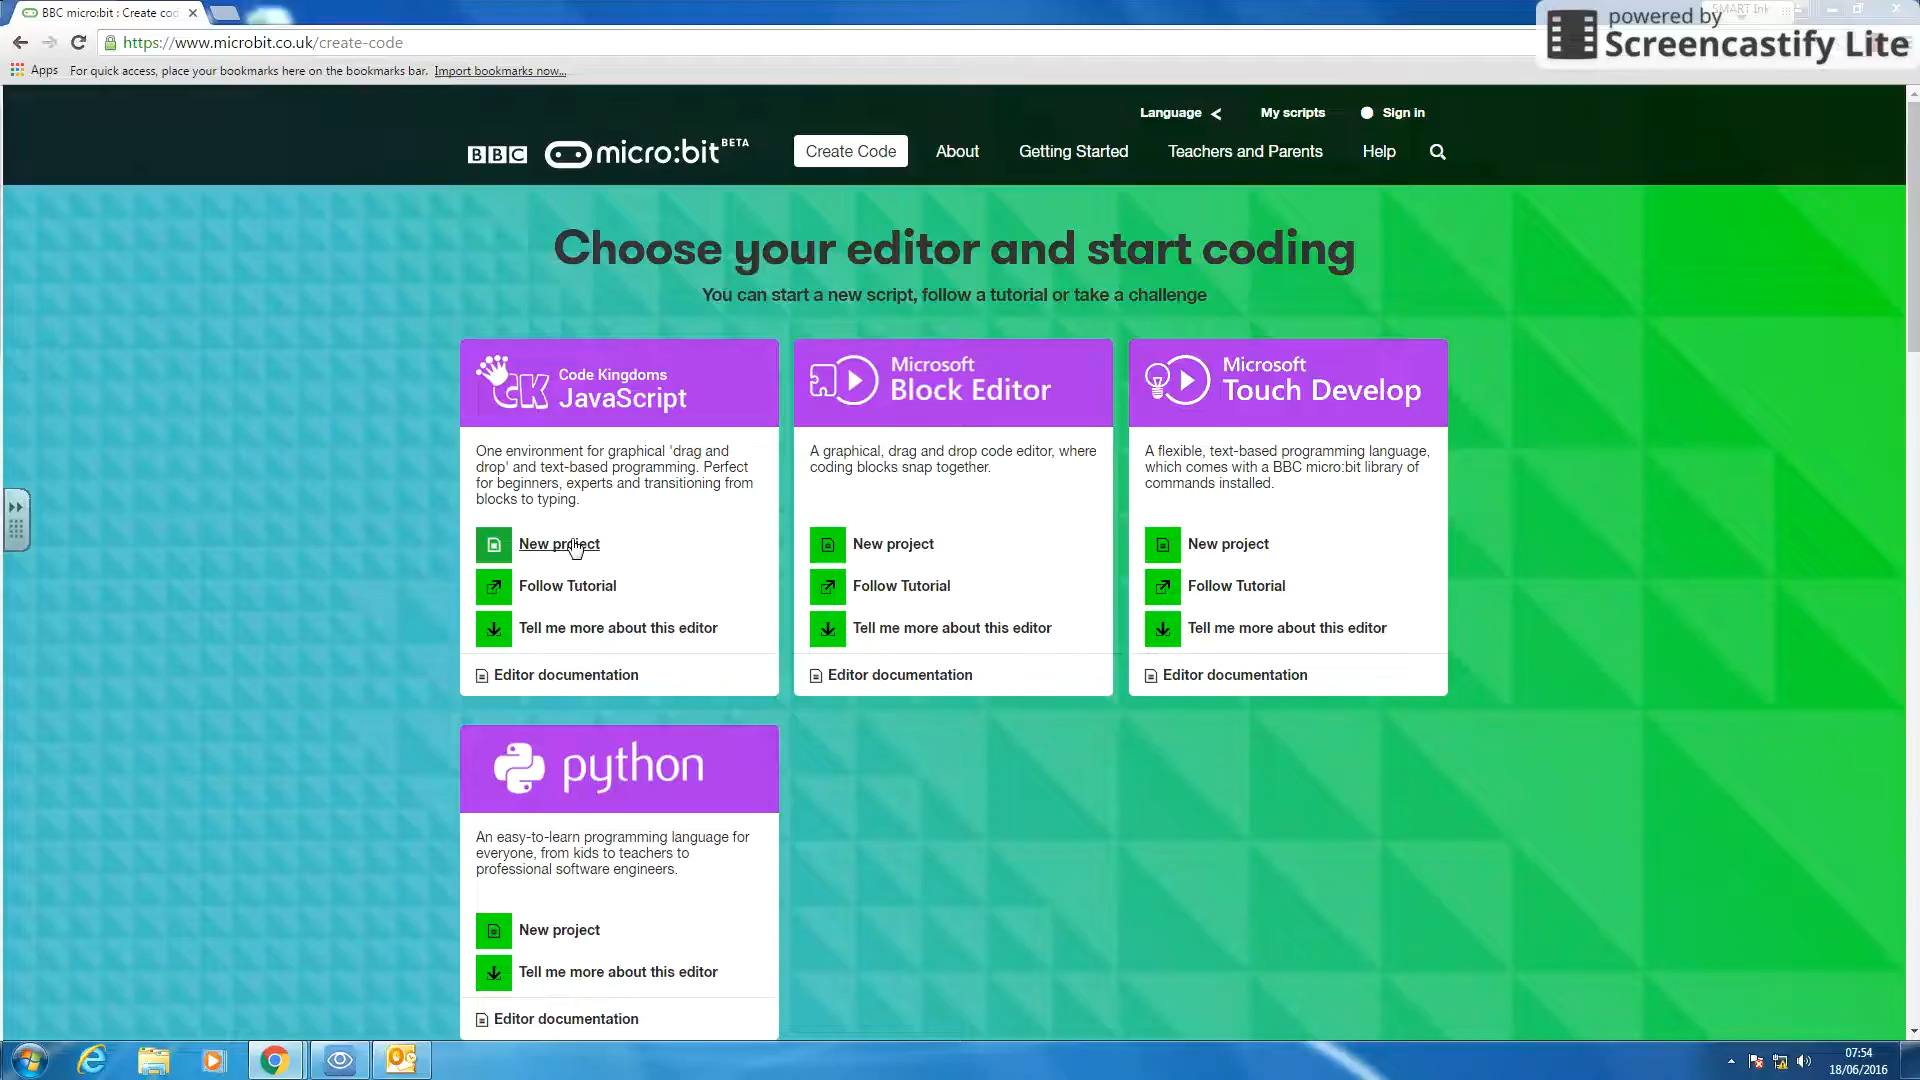 BBC micro:bit : Create cod
SMART Ink
powered by
Screencastify Lite
https://www.microbit.co.uk/create-code
Apps For quick access, place your bookmarks here on the bookmarks bar. Import bookmarks now...
Language < My scripts Sign in
BBC micro:bit BETA Create Code About Getting Started Teachers and Parents Help
Choose your editor and start coding
You can start a new script, follow a tutorial or take a challenge
CK Code Kingdoms
JavaScript
One environment for graphical 'drag and
drop' and text-based programming. Perfect
for beginners, experts and transitioning from
blocks to typing.
New project
Follow Tutorial
Tell me more about this editor
Editor documentation
Microsoft
Block Editor
A graphical, drag and drop code editor, where
coding blocks snap together.
New project
Follow Tutorial
Tell me more about this editor
Editor documentation
Microsoft
Touch Develop
A flexible, text-based programming language,
which comes with a BBC micro:bit library of
commands installed.
New project
Follow Tutorial
Tell me more about this editor
Editor documentation
python
An easy-to-learn programming language for
everyone, from kids to teachers to
professional software engineers.
New project
Tell me more about this editor
Editor documentation
07:54
18/06/2016